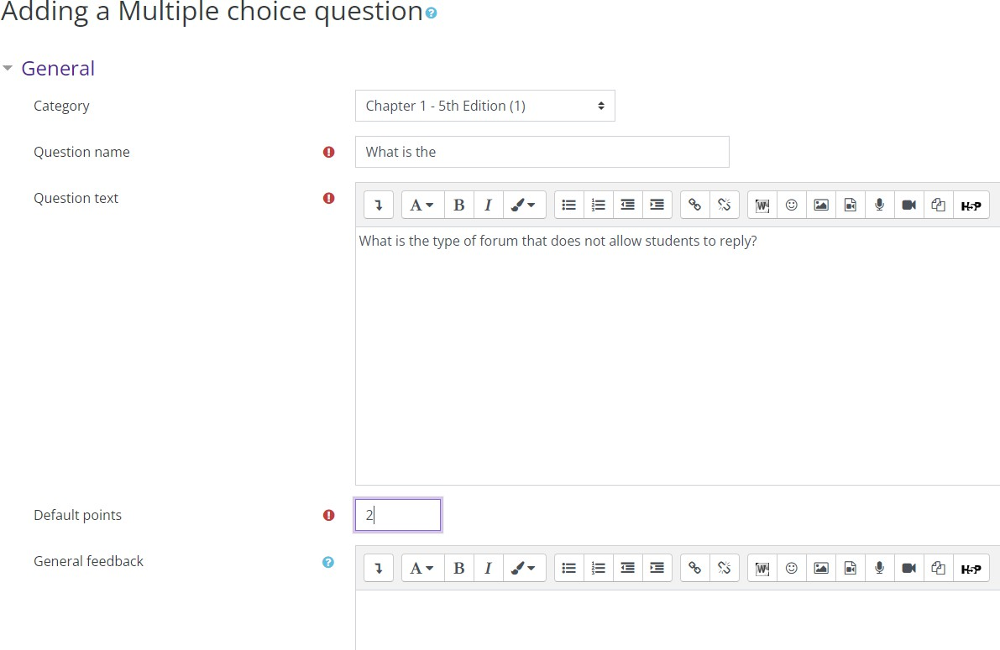 Adding a Multiple choice question
General
Category
Chapter 1 - 5th Edition (1)
Question name
What is the
Question text
A B I H5P
What is the type of forum that does not allow students to reply?
Default points
2
General feedback
A B I H5P